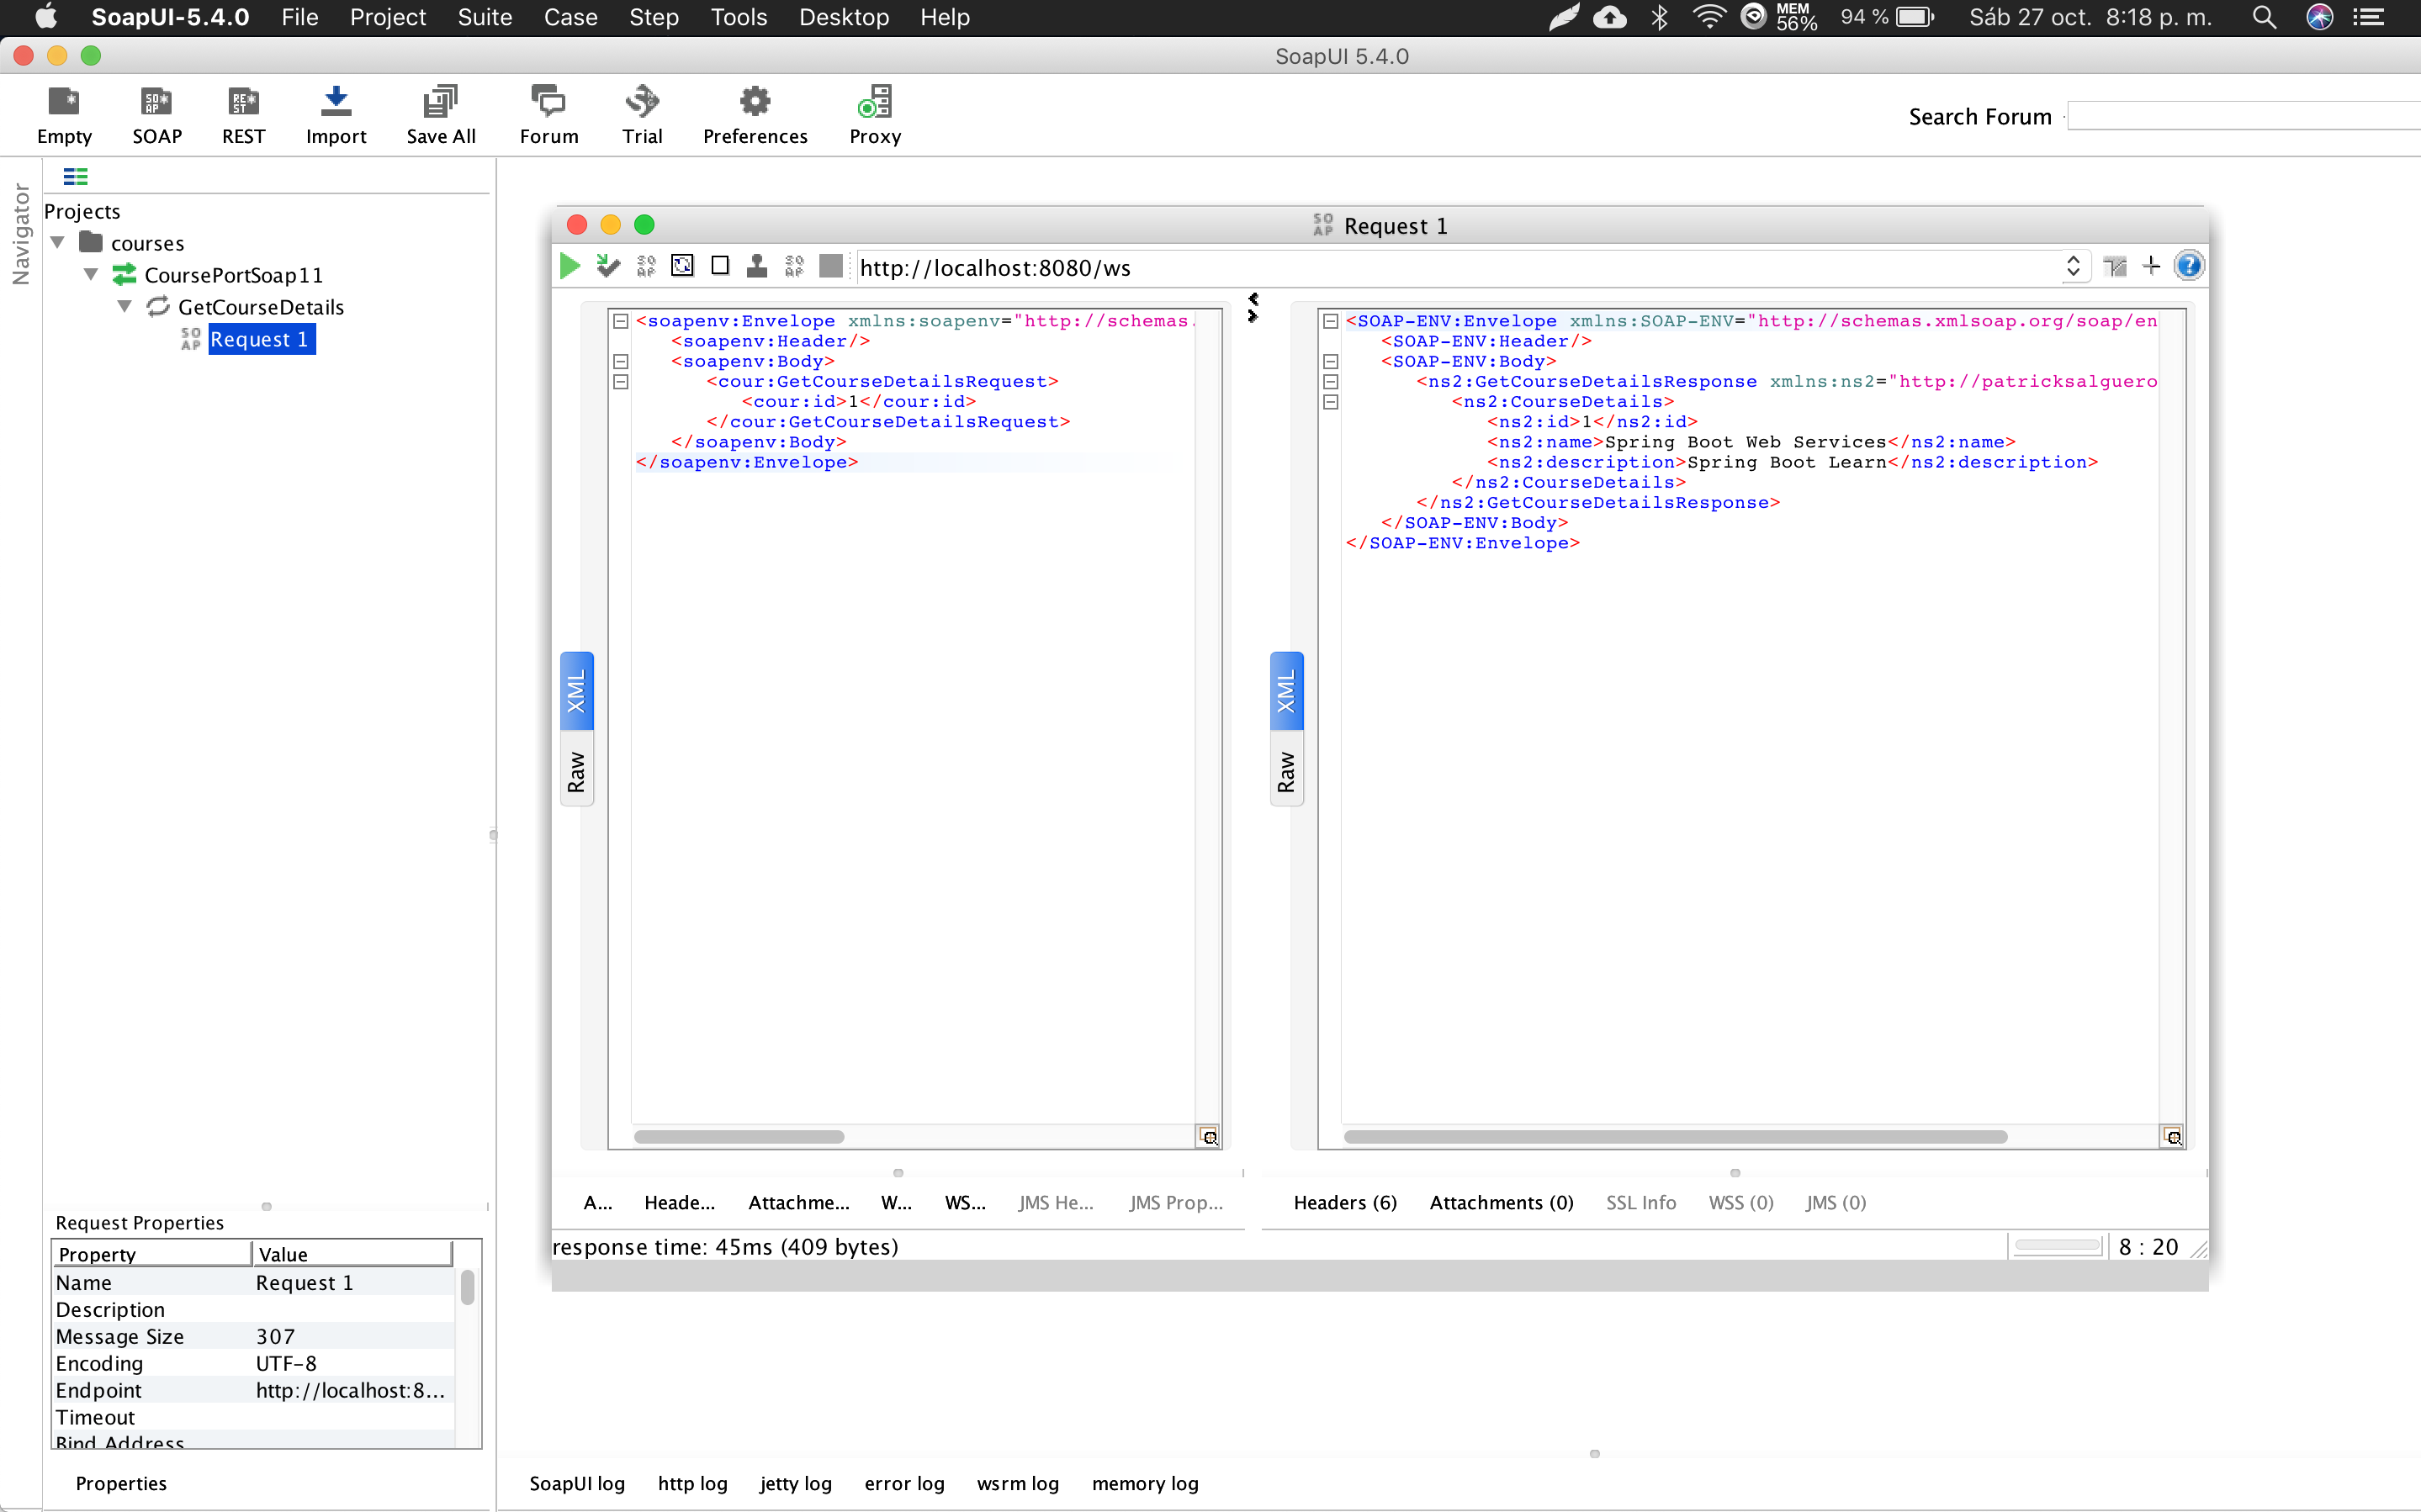 SoapUI-5.4.0 File Project Suite Case Step Tools Desktop Help MEM 56% 94 % Sáb 27 oct. 8:18 p. m.
SoapUI 5.4.0
Empty SOAP REST Import Save All Forum Trial Preferences Proxy Search Forum
Navigator
Projects
courses
CoursePortSoap11
GetCourseDetails
Request 1
Request 1
http://localhost:8080/ws
<soapenv:Envelope xmlns:soapenv="http://schemas.
<soapenv:Header/>
<soapenv:Body>
<cour:GetCourseDetailsRequest>
<cour:id>1</cour:id>
</cour:GetCourseDetailsRequest>
</soapenv:Body>
</soapenv:Envelope>
XML
Raw
<SOAP-ENV:Envelope xmlns:SOAP-ENV="http://schemas.xmlsoap.org/soap/en
<SOAP-ENV:Header/>
<SOAP-ENV:Body>
<ns2:GetCourseDetailsResponse xmlns:ns2="http://patricksalguero
<ns2:CourseDetails>
<ns2:id>1</ns2:id>
<ns2:name>Spring Boot Web Services</ns2:name>
<ns2:description>Spring Boot Learn</ns2:description>
</ns2:CourseDetails>
</ns2:GetCourseDetailsResponse>
</SOAP-ENV:Body>
</SOAP-ENV:Envelope>
XML
Raw
A... Heade... Attachme... W... WS... JMS He... JMS Prop...
Headers (6) Attachments (0) SSL Info WSS (0) JMS (0)
response time: 45ms (409 bytes) 8 : 20
Request Properties
Property Value
Name Request 1
Description
Message Size 307
Encoding UTF-8
Endpoint http://localhost:8...
Timeout
Bind Address
Properties
SoapUI log http log jetty log error log wsrm log memory log